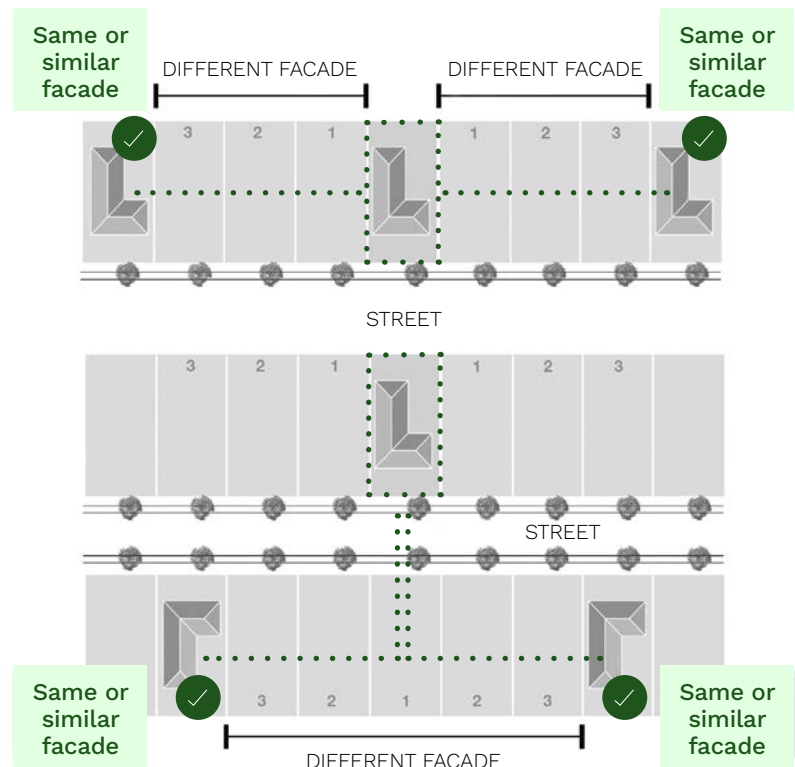 Same or
similar
facade
DIFFERENT FACADE
DIFFERENT FACADE
Same or
similar
facade
3 2 1 1 2 3
STREET
3 2 1 1 2 3
STREET
3 2 1 2 3
Same or
similar
facade
DIFFERENT FACADE
Same or
similar
facade